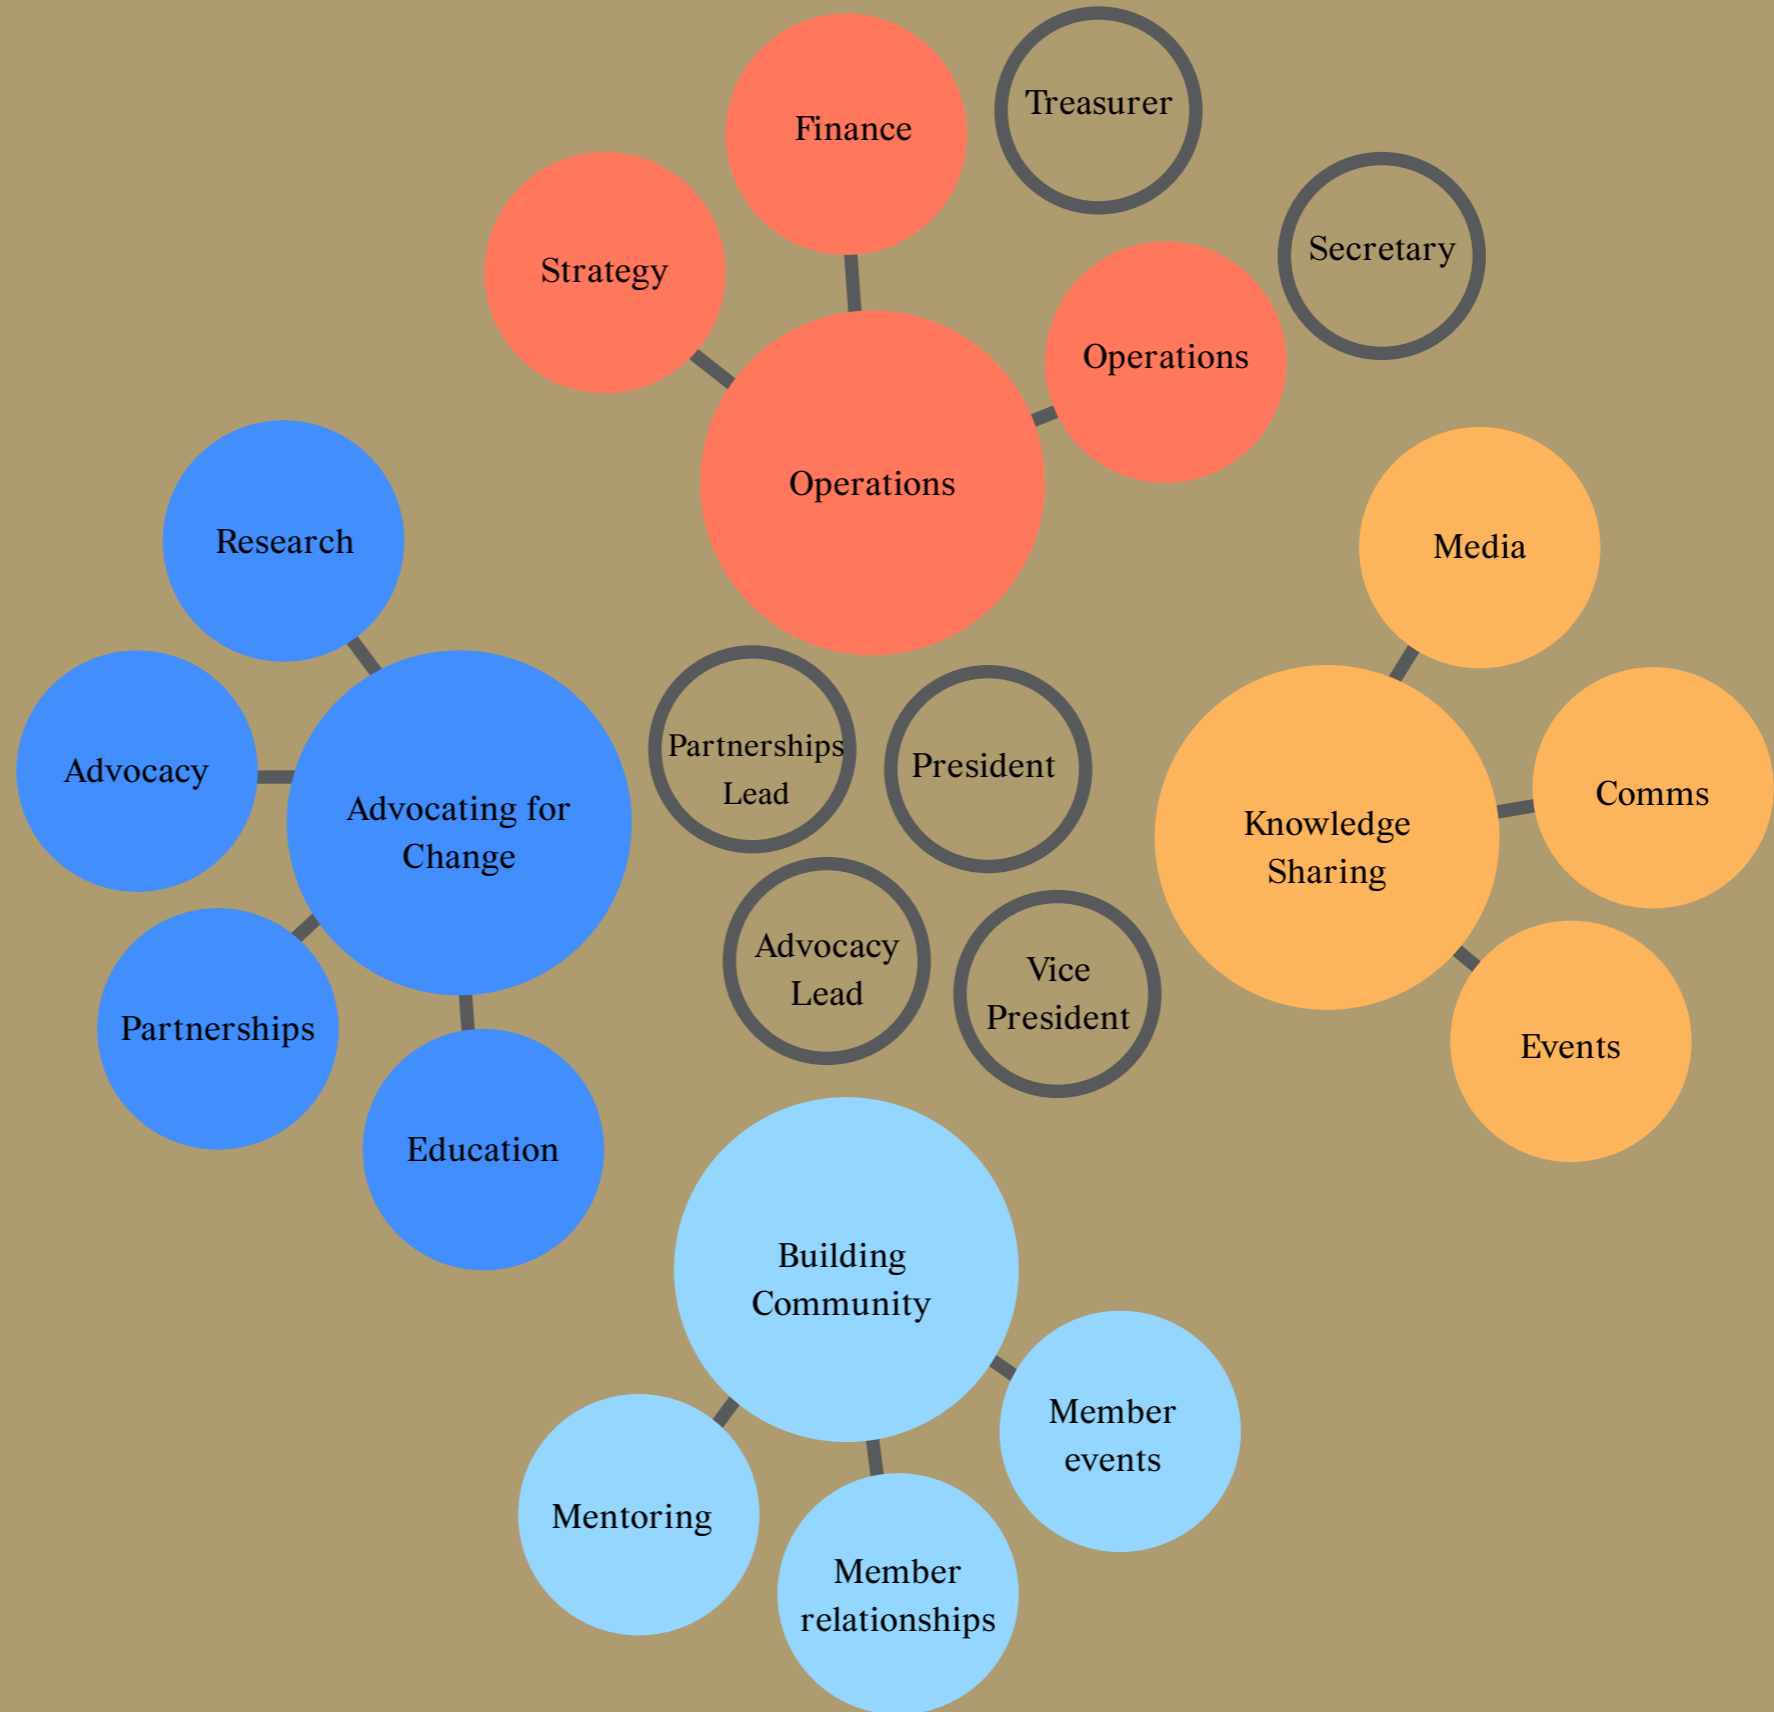 Treasurer
Finance
Secretary
Strategy
Operations
Operations
Research
Media
Advocacy
Partnerships
Lead
President
Comms
Advocating for
Change
Knowledge
Sharing
Advocacy
Lead
Vice
President
Partnerships
Events
Education
Building
Community
Member
events
Mentoring
Member
relationships